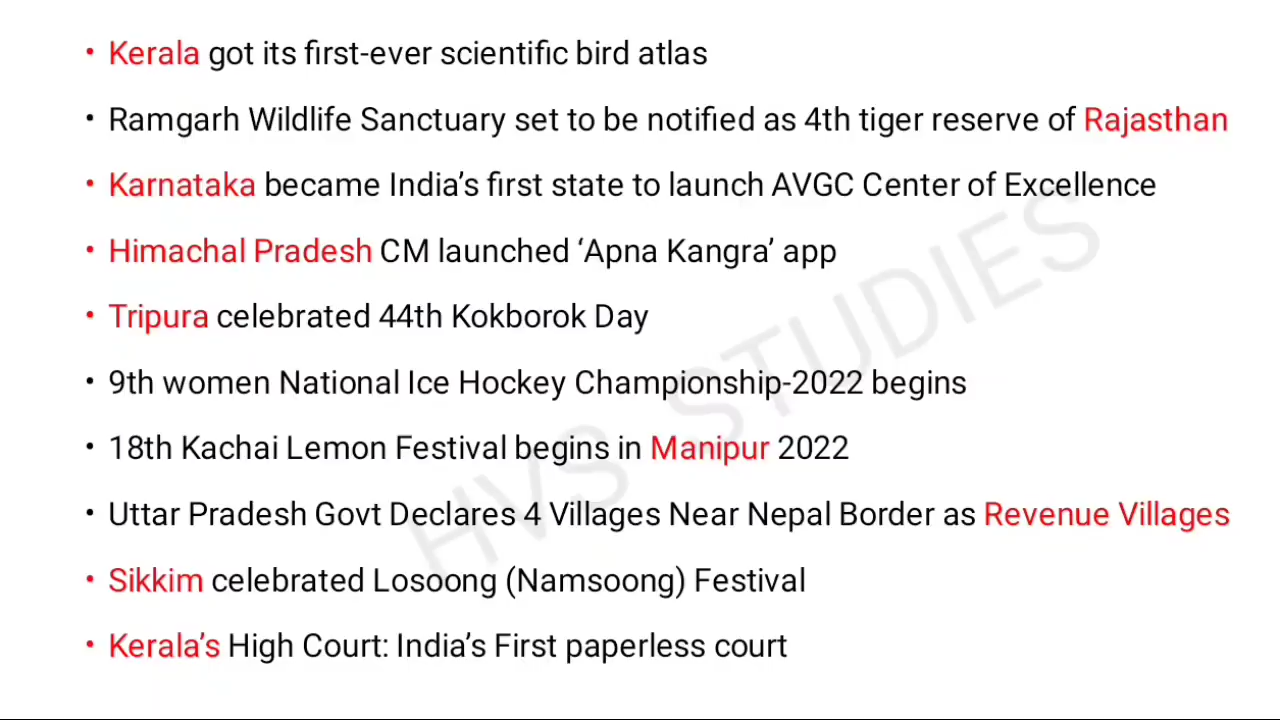 • Kerala got its first-ever scientific bird atlas
• Ramgarh Wildlife Sanctuary set to be notified as 4th tiger reserve of Rajasthan
• Karnataka became India’s first state to launch AVGC Center of Excellence
• Himachal Pradesh CM launched ‘Apna Kangra’ app
• Tripura celebrated 44th Kokborok Day
• 9th women National Ice Hockey Championship-2022 begins
• 18th Kachai Lemon Festival begins in Manipur 2022
• Uttar Pradesh Govt Declares 4 Villages Near Nepal Border as Revenue Villages
• Sikkim celebrated Losoong (Namsoong) Festival
• Kerala’s High Court: India’s First paperless court
HVS STUDIES